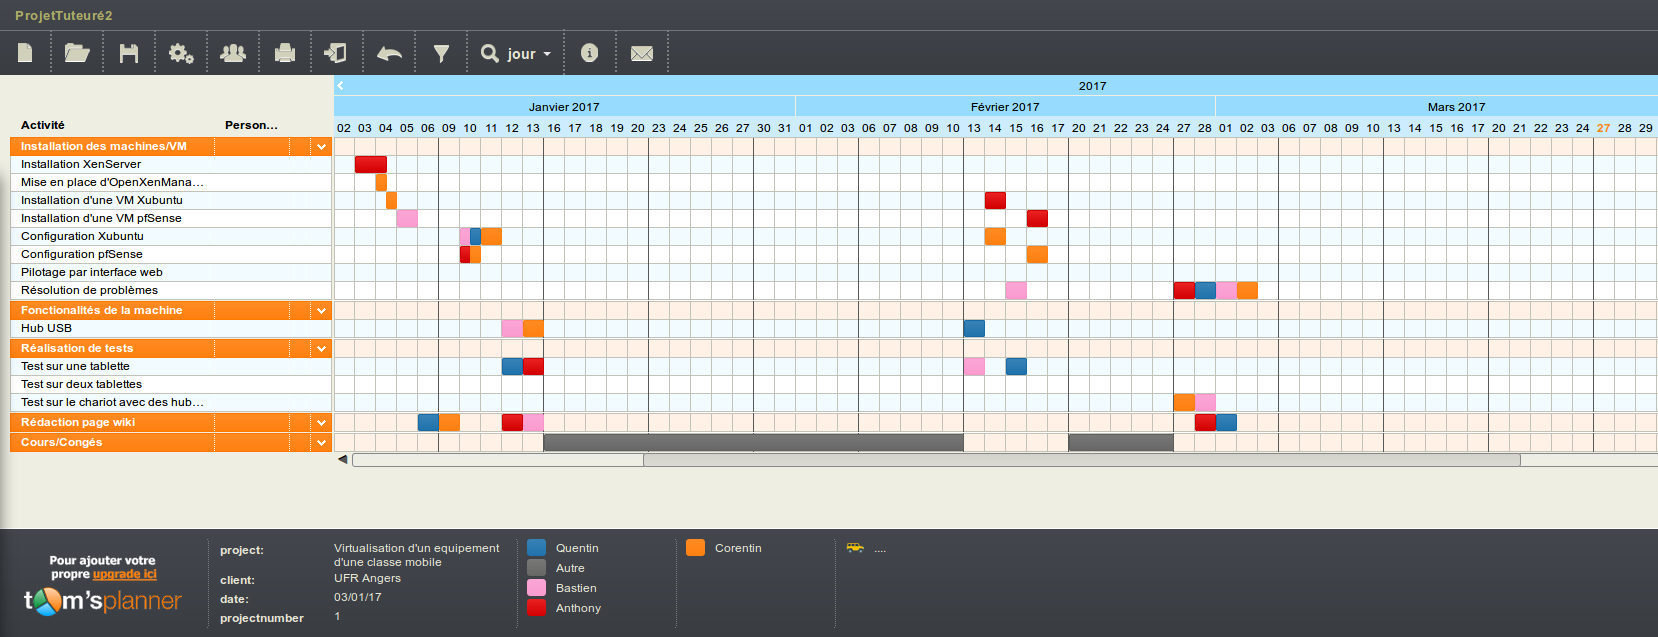 ProjetTuteuré2
jour
2017
Janvier 2017 Février 2017 Mars 2017
Activité Person...
02 03 04 05 06 09 10 11 12 13 16 17 18 19 20 23 24 25 26 27 30 31 01 02 03 06 07 08 09 10 13 14 15 16 17 20 21 22 23 24 27 28 01 02 03 06 07 08 09 10 13 14 15 16 17 20 21 22 23 24 27 28 29
Installation des machines/VM
Installation XenServer
Mise en place d'OpenXenMana...
Installation d'une VM Xubuntu
Installation d'une VM pfSense
Configuration Xubuntu
Configuration pfSense
Pilotage par interface web
Résolution de problèmes
Fonctionalités de la machine
Hub USB
Réalisation de tests
Test sur une tablette
Test sur deux tablettes
Test sur le chariot avec des hub...
Rédaction page wiki
Cours/Congés
Pour ajouter votre
propre upgrade ici
tom'splanner
project: Virtualisation d'un equipement
d'une classe mobile
client: UFR Angers
date: 03/01/17
projectnumber 1
Quentin
Autre
Bastien
Anthony
Corentin
....